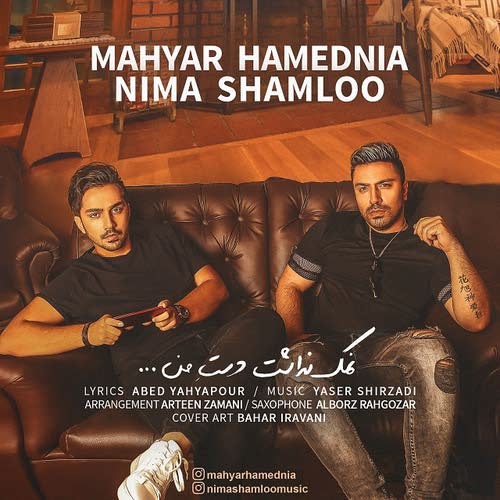 MAHYAR HAMEDNIA
NIMA SHAMLOO
نمک نداشت دست من ...
LYRICS ABED YAHYAPOUR / MUSIC YASER SHIRZADI
ARRANGEMENT ARTEEN ZAMANI / SAXOPHONE ALBORZ RAHGOZAR
COVER ART BAHAR IRAVANI
mahyarhamednia
nimashamloomusic